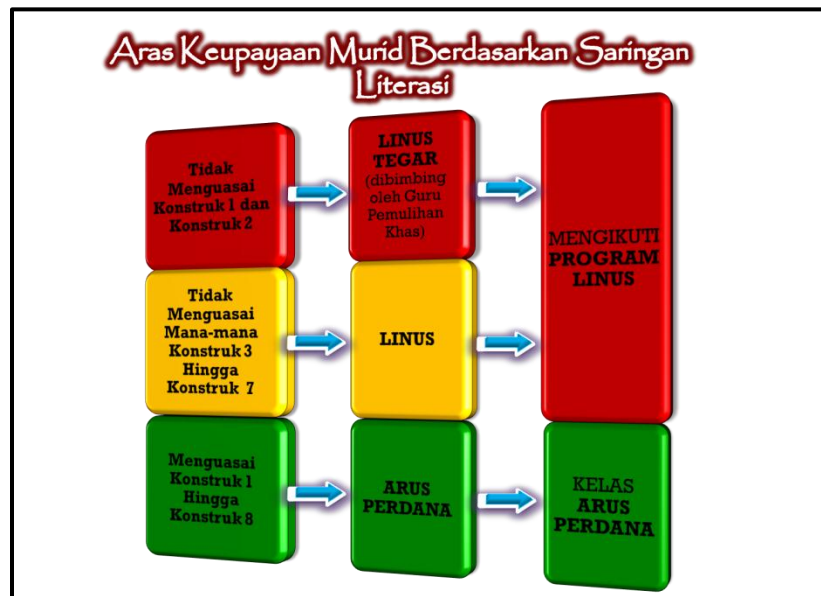 Aras Keupayaan Murid Berdasarkan Saringan
Literasi
Tidak
Menguasai
Konstruk 1 dan
Konstruk 2
LINUS
TEGAR
(dibimbing
oleh Guru
Pemulihan
Khas)
MENGIKUTI
PROGRAM
LINUS
Tidak
Menguasai
Mana-mana
Konstruk 3
Hingga
Konstruk 7
LINUS
Menguasai
Konstruk 1
Hingga
Konstruk 8
ARUS
PERDANA
KELAS
ARUS
PERDANA